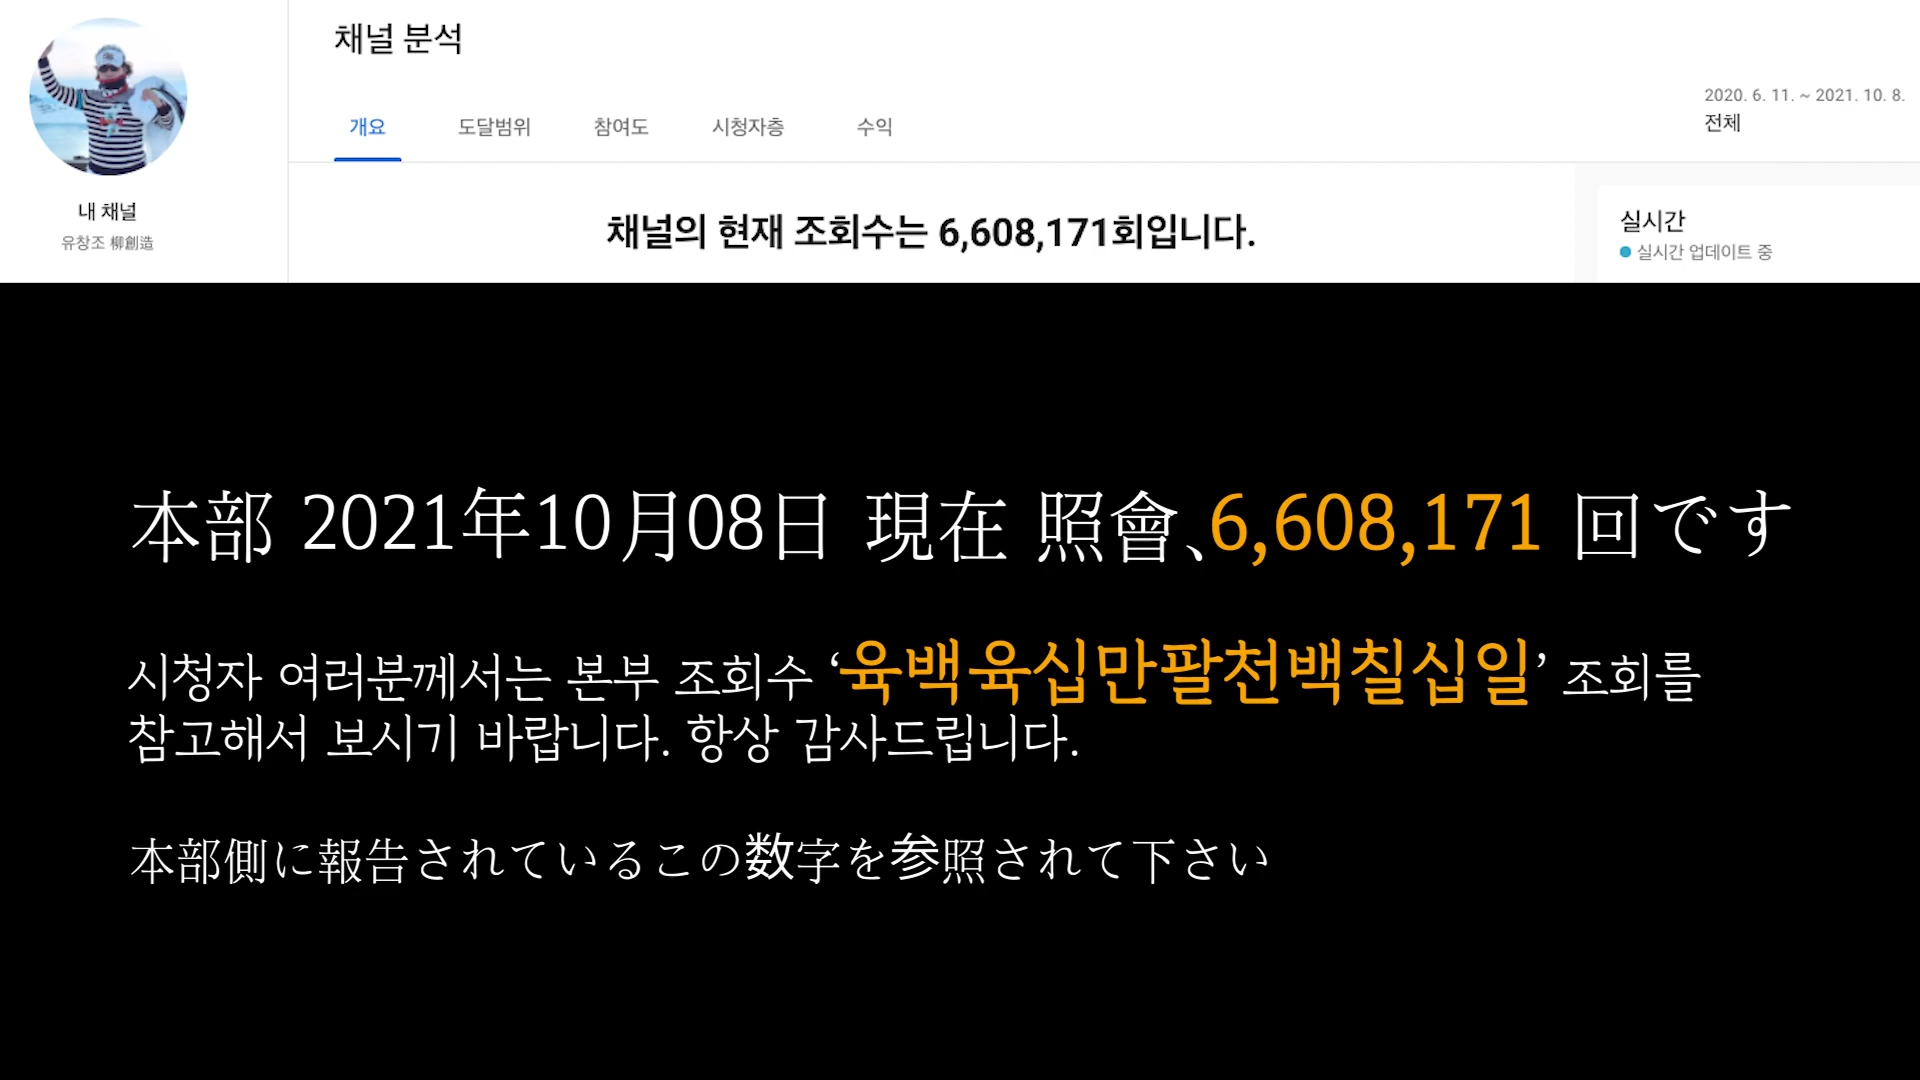 채널 분석
2020. 6. 11. ~ 2021. 10. 8.
전체
개요 도달범위 참여도 시청자층 수익
내 채널
유창조 柳創造
채널의 현재 조회수는 6,608,171회입니다.
실시간
실시간 업데이트 중
本部 2021年10月08日 現在 照會、6,608,171 回です
시청자 여러분께서는 본부 조회수 ‘육백육십만팔천백칠십일’ 조회를
참고해서 보시기 바랍니다. 항상 감사드립니다.
本部側に報告されているこの数字を参照されて下さい